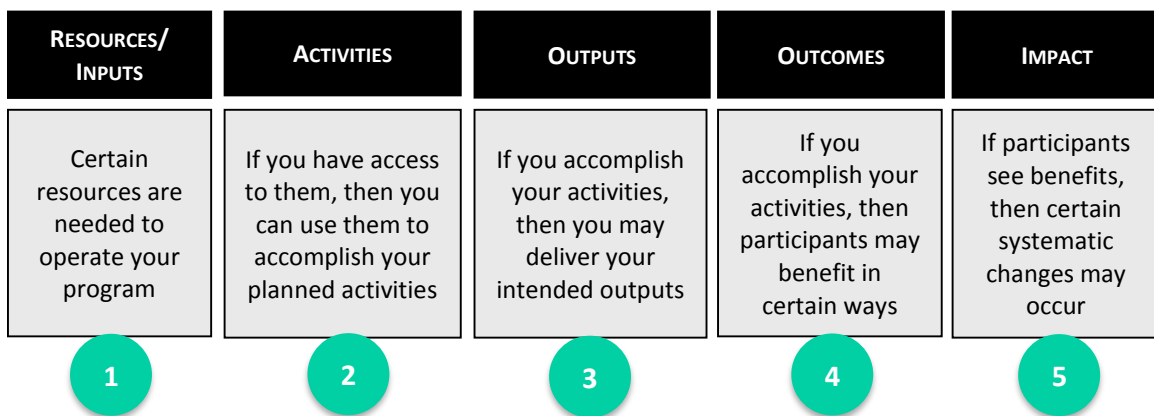 RESOURCES/
INPUTS
ACTIVITIES
OUTPUTS
OUTCOMES
IMPACT
Certain
resources are
needed to
operate your
program
If you have access
to them, then you
can use them to
accomplish your
planned activities
If you accomplish
your activities,
then you may
deliver your
intended outputs
If you
accomplish your
activities, then
participants may
benefit in
certain ways
If participants
see benefits,
then certain
systematic
changes may
occur
1
2
3
4
5